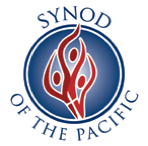 SYNOD
OF THE PACIFIC